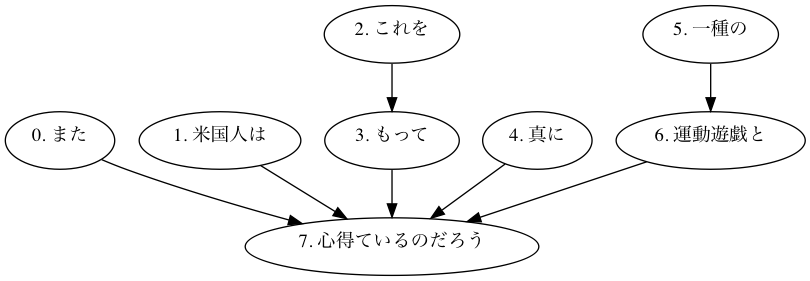 2. これを
5. 一種の
0. また
1. 米国人は
3. もって
4. 真に
6. 運動遊戯と
7. 心得ているのだろう